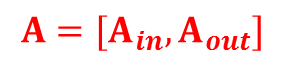 A = [A_in, A_out]